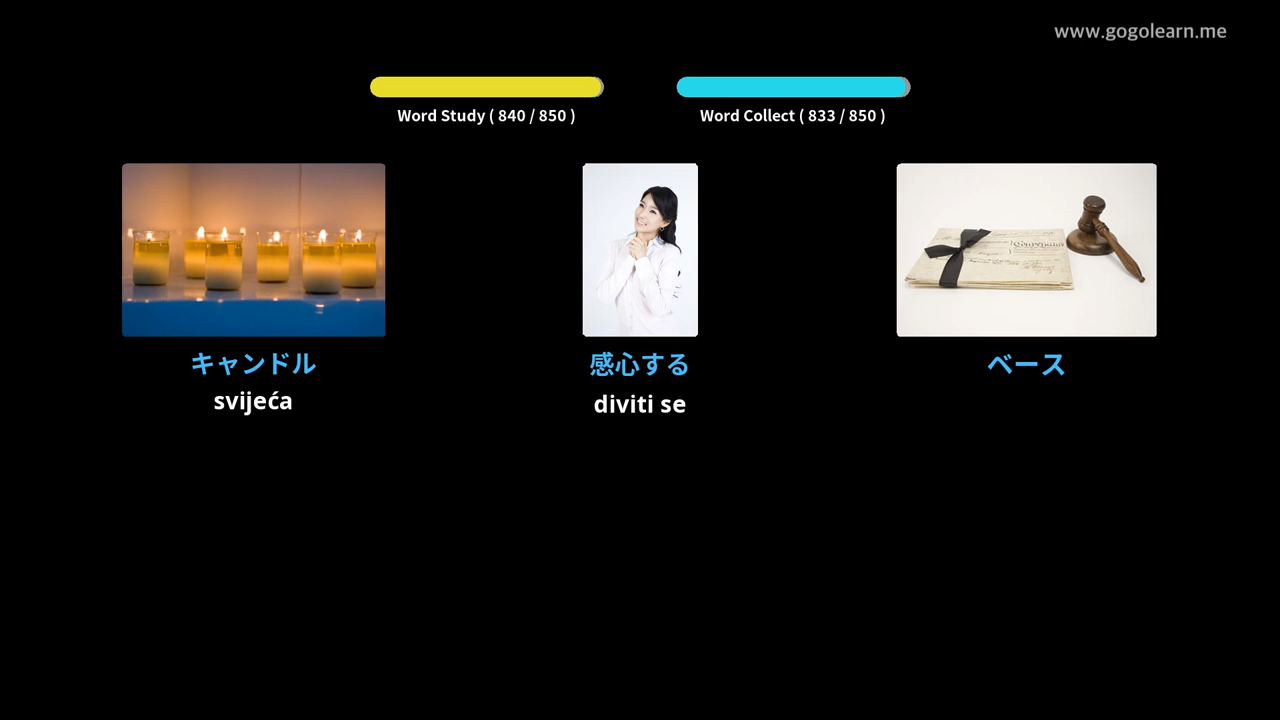 www.gogolearn.me
Word Study ( 840 / 850 )
Word Collect ( 833 / 850 )
キャンドル
感心する
ベース
svijeća
diviti se